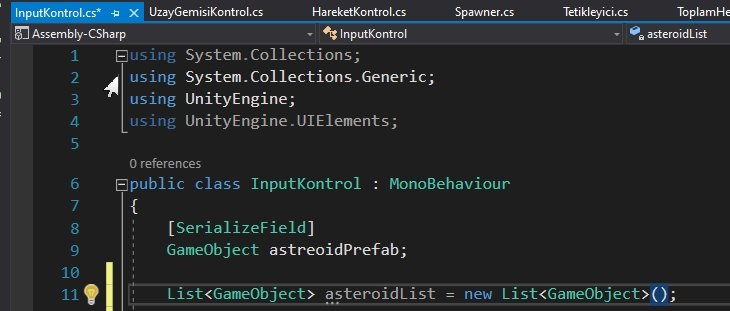 InputKontrol.cs* UzayGemisiKontrol.cs HareketKontrol.cs Spawner.cs Tetikleyici.cs ToplamHe
Assembly-CSharp InputKontrol asteroidList
1 using System.Collections;
2 using System.Collections.Generic;
3 using UnityEngine;
4 using UnityEngine.UIElements;
5
0 references
6 public class InputKontrol : MonoBehaviour
7 {
8 [SerializeField]
9 GameObject astreoidPrefab;
10
11 List<GameObject> asteroidList = new List<GameObject>();